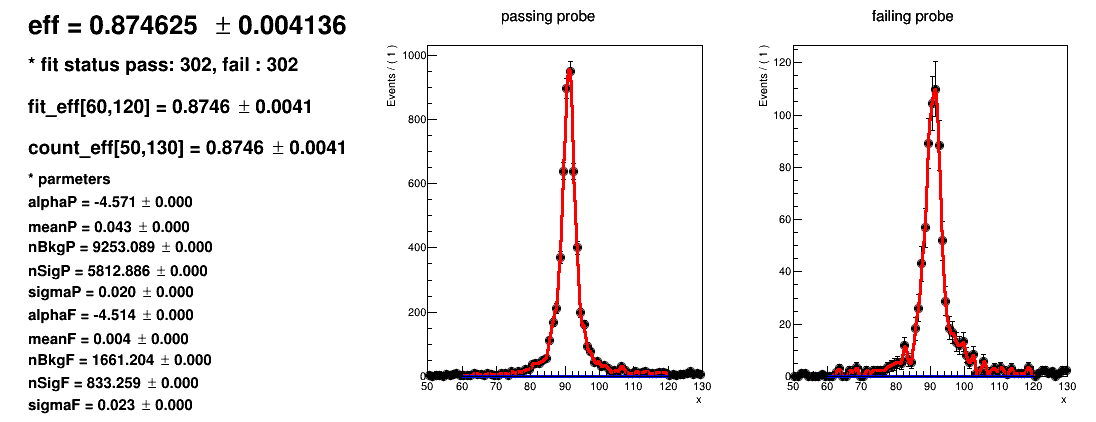 eff = 0.874625 ± 0.004136
* fit status pass: 302, fail : 302
fit_eff[60,120] = 0.8746 ± 0.0041
count_eff[50,130] = 0.8746 ± 0.0041
* parmeters
alphaP = -4.571 ± 0.000
meanP = 0.043 ± 0.000
nBkgP = 9253.089 ± 0.000
nSigP = 5812.886 ± 0.000
sigmaP = 0.020 ± 0.000
alphaF = -4.514 ± 0.000
meanF = 0.004 ± 0.000
nBkgF = 1661.204 ± 0.000
nSigF = 833.259 ± 0.000
sigmaF = 0.023 ± 0.000
passing probe
Events / ( 1 )
1000
800
600
400
200
0
50 60 70 80 90 100 110 120 130
x
failing probe
Events / ( 1 )
120
100
80
60
40
20
0
50 60 70 80 90 100 110 120 130
x